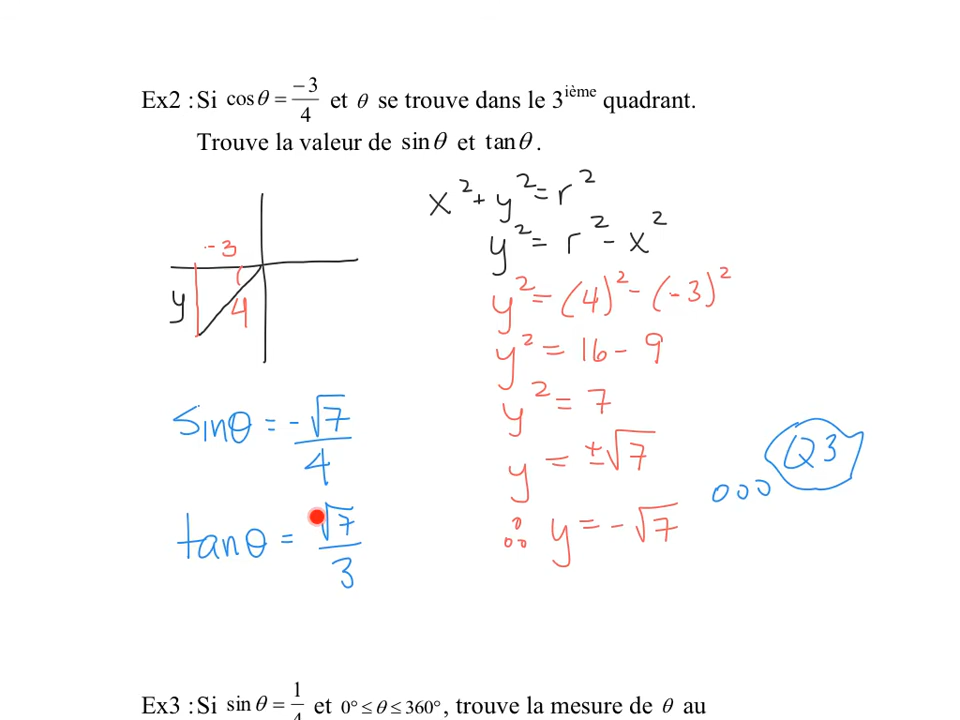 Ex2 : Si cosθ = -3/4 et θ se trouve dans le 3ième quadrant.
Trouve la valeur de sinθ et tanθ.
x² + y² = r²
y² = r² - x²
-3
y
4
y² = (4)² - (-3)²
y² = 16 - 9
y² = 7
y = ±√7
∴ y = -√7
Q3
sinθ = -√7/4
tanθ = √7/3
Ex3 : Si sinθ = 1/4 et 0° ≤ θ ≤ 360°, trouve la mesure de θ au